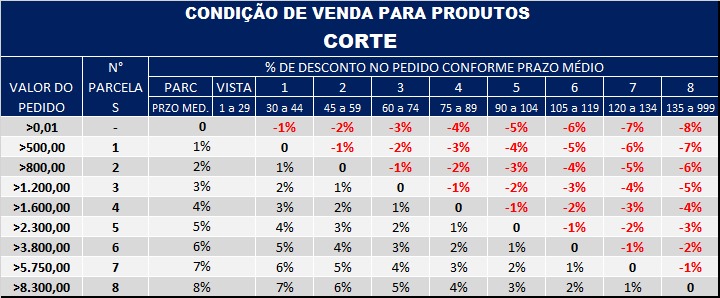 CONDIÇÃO DE VENDA PARA PRODUTOS
CORTE
VALOR DO PEDIDO N° PARCELAS % DE DESCONTO NO PEDIDO CONFORME PRAZO MÉDIO
PARC VISTA 1 2 3 4 5 6 7 8
PRZO MED. 1 a 29 30 a 44 45 a 59 60 a 74 75 a 89 90 a 104 105 a 119 120 a 134 135 a 999
>0,01 - 0 -1% -2% -3% -4% -5% -6% -7% -8%
>500,00 1 1% 0 -1% -2% -3% -4% -5% -6% -7%
>800,00 2 2% 1% 0 -1% -2% -3% -4% -5% -6%
>1.200,00 3 3% 2% 1% 0 -1% -2% -3% -4% -5%
>1.600,00 4 4% 3% 2% 1% 0 -1% -2% -3% -4%
>2.300,00 5 5% 4% 3% 2% 1% 0 -1% -2% -3%
>3.800,00 6 6% 5% 4% 3% 2% 1% 0 -1% -2%
>5.750,00 7 7% 6% 5% 4% 3% 2% 1% 0 -1%
>8.300,00 8 8% 7% 6% 5% 4% 3% 2% 1% 0